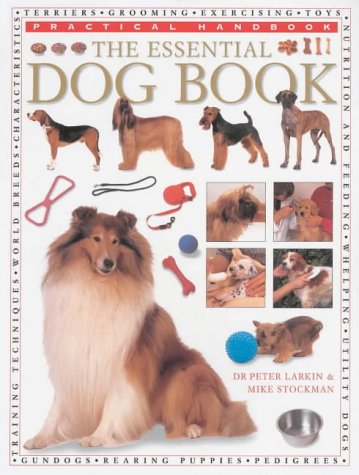 TERRIERS • GROOMING • EXERCISING • TOYS
PRACTICAL HANDBOOK
THE ESSENTIAL
DOG BOOK
NUTRITION AND FEEDING • WHELPING • UTILITY DOGS
TRAINING TECHNIQUES • WORLD BREEDS • CHARACTERISTICS
DR PETER LARKIN &
MIKE STOCKMAN
GUNDOGS • REARING PUPPIES • PEDIGREES